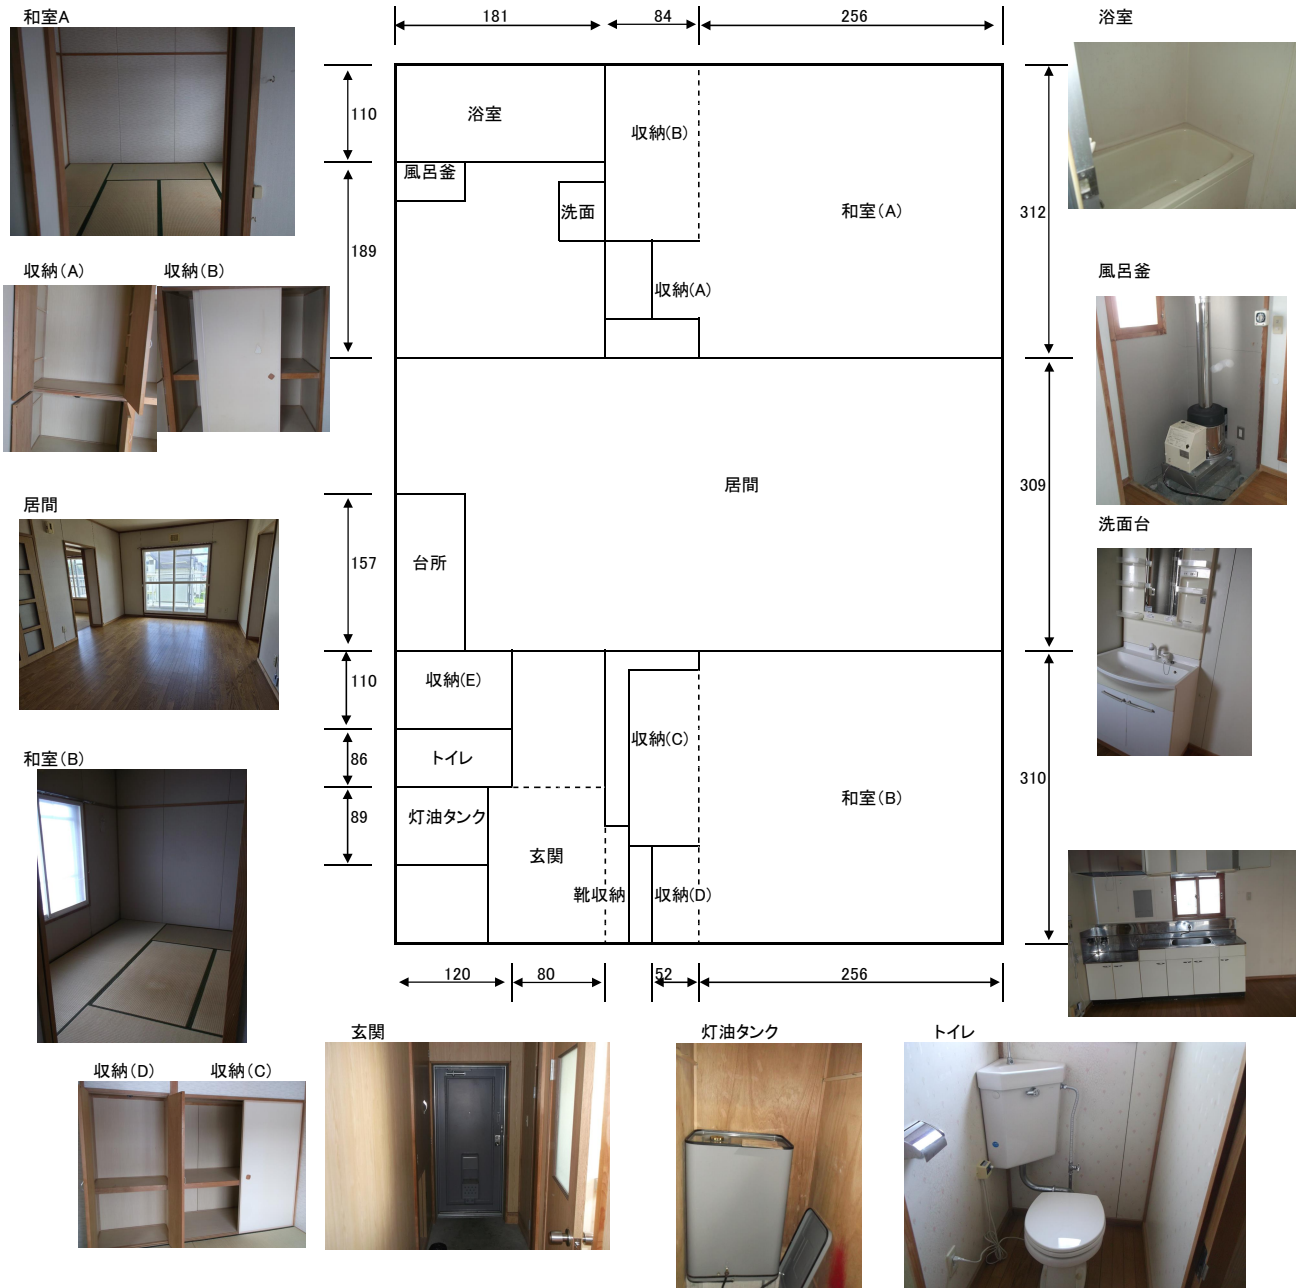 和室A
181
84
256
浴室
110
浴室
収納(B)
風呂釜
洗面
和室(A)
312
189
収納(A)
収納(B)
収納(A)
風呂釜
居間
居間
309
洗面台
157
台所
110
収納(E)
86
トイレ
収納(C)
和室(B)
310
和室(B)
89
灯油タンク
玄関
靴収納
収納(D)
120
80
52
256
玄関
灯油タンク
トイレ
収納(D)
収納(C)